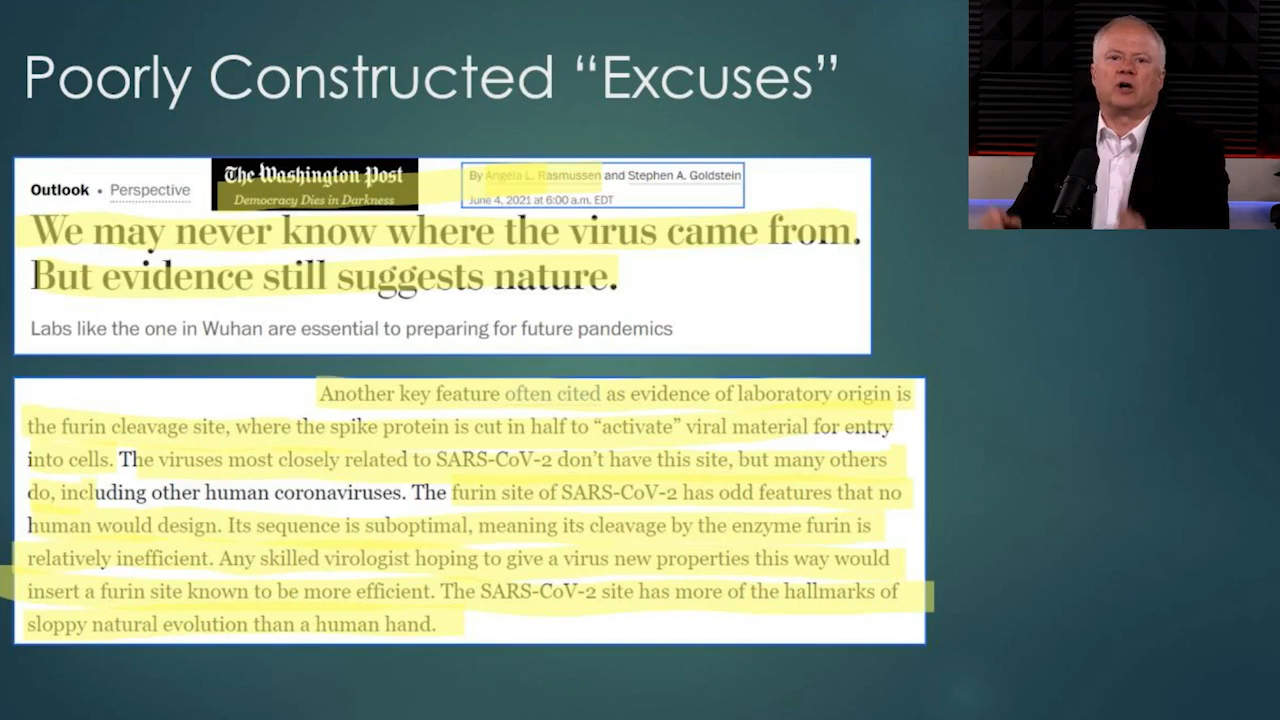 Poorly Constructed “Excuses”
Outlook • Perspective
The Washington Post
Democracy Dies in Darkness
By Angela L. Rasmussen and Stephen A. Goldstein
June 4, 2021 at 6:00 a.m. EDT
We may never know where the virus came from.
But evidence still suggests nature.
Labs like the one in Wuhan are essential to preparing for future pandemics
Another key feature often cited as evidence of laboratory origin is
the furin cleavage site, where the spike protein is cut in half to “activate” viral material for entry
into cells. The viruses most closely related to SARS-CoV-2 don’t have this site, but many others
do, including other human coronaviruses. The furin site of SARS-CoV-2 has odd features that no
human would design. Its sequence is suboptimal, meaning its cleavage by the enzyme furin is
relatively inefficient. Any skilled virologist hoping to give a virus new properties this way would
insert a furin site known to be more efficient. The SARS-CoV-2 site has more of the hallmarks of
sloppy natural evolution than a human hand.